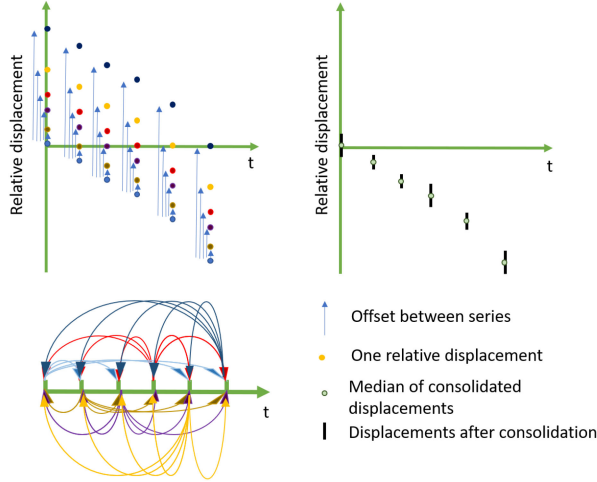 Relative displacement
t
Relative displacement
t
t
Offset between series
One relative displacement
Median of consolidated
displacements
Displacements after consolidation